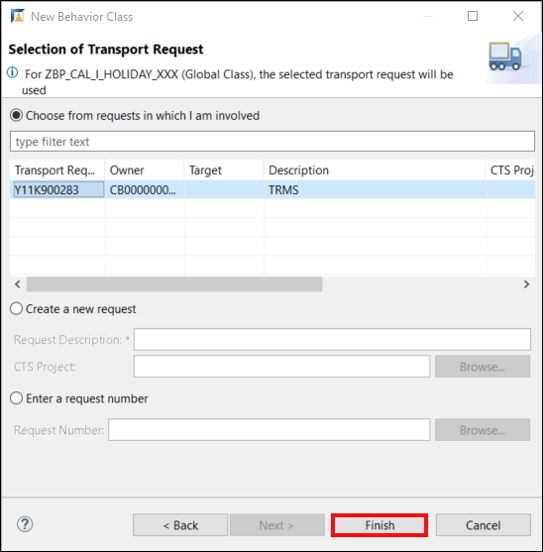 New Behavior Class
Selection of Transport Request
For ZBP_CAL_I_HOLIDAY_XXX (Global Class), the selected transport request will be
used
Choose from requests in which I am involved
type filter text
Transport Req... Owner Target Description CTS Proj
Y11K900283 CB0000000... TRMS
Create a new request
Request Description: *
CTS Project: Browse...
Enter a request number
Request Number: Browse...
< Back Next > Finish Cancel